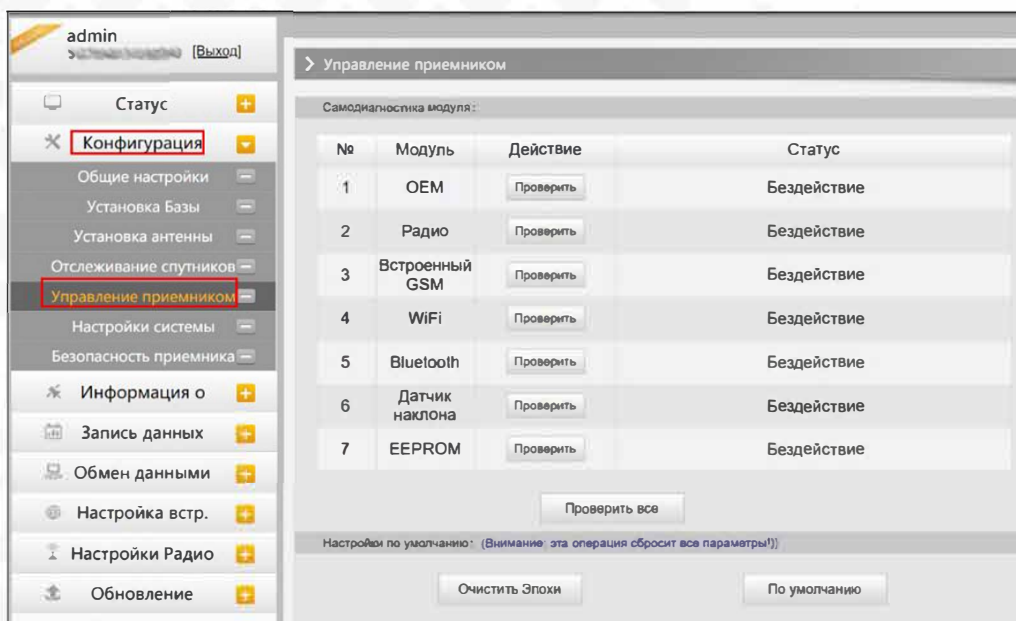 admin
[Выход]
Статус
Конфигурация
Общие настройки
Установка Базы
Установка антенны
Отслеживание спутников
Управление приемником
Настройки системы
Безопасность приемника
Информация о
Запись данных
Обмен данными
Настройка встр.
Настройки Радио
Обновление
Управление приемником
Самодиагностика модуля:
№ Модуль Действие Статус
1 OEM Проверить Бездействие
2 Радио Проверить Бездействие
3 Встроенный GSM Проверить Бездействие
4 WiFi Проверить Бездействие
5 Bluetooth Проверить Бездействие
6 Датчик наклона Проверить Бездействие
7 EEPROM Проверить Бездействие
Проверить все
Настройки по умолчанию: (Внимание: эта операция сбросит все параметры!))
Очистить Эпохи По умолчанию